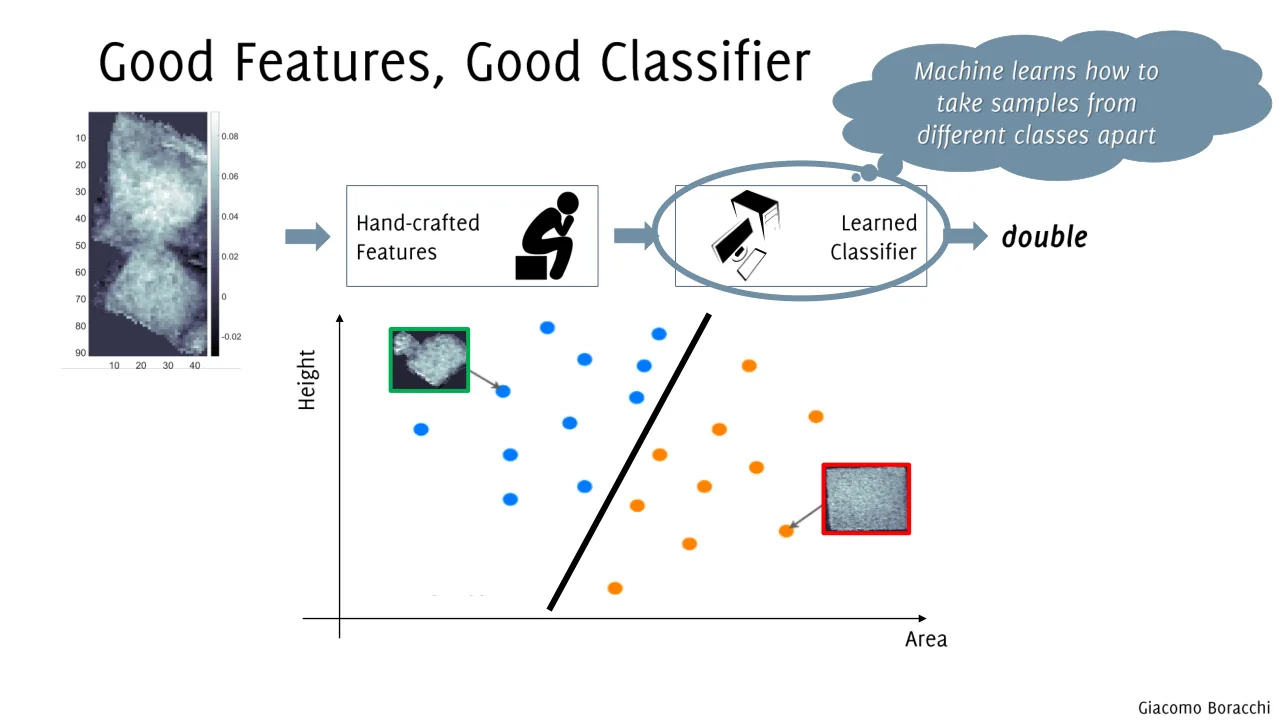 Good Features, Good Classifier
Machine learns how to
take samples from
different classes apart
10
20
30
40
50
60
70
80
90
10 20 30 40
0.08
0.06
0.04
0.02
0
-0.02
Hand-crafted
Features
Learned
Classifier
double
Height
Area
Giacomo Boracchi